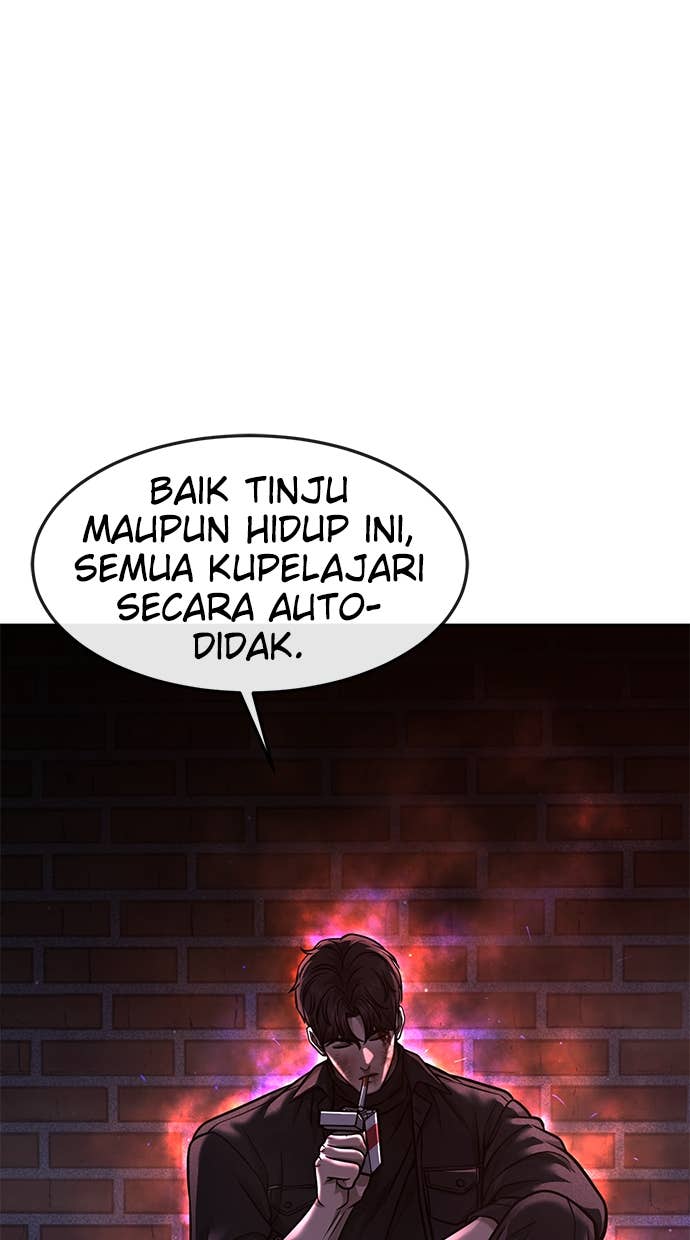 BAIK TINJU
MAUPUN HIDUP INI,
SEMUA KUPELAJARI
SECARA AUTO-
DIDAK.